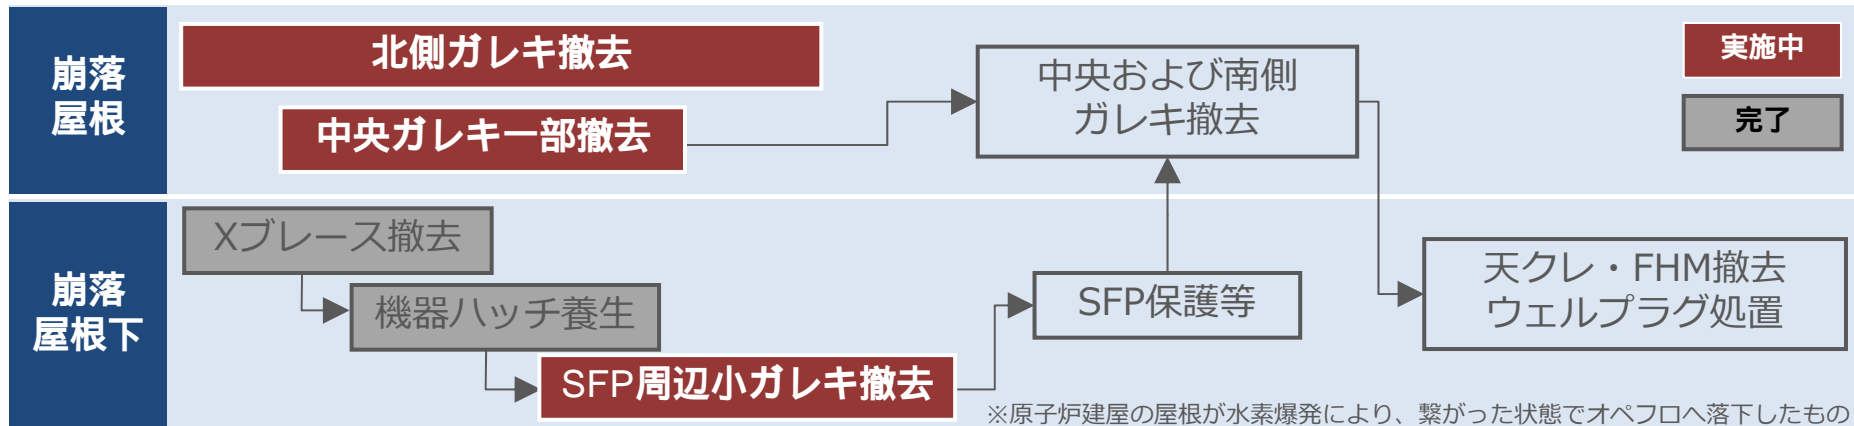 崩落
屋根
北側ガレキ撤去
中央ガレキ一部撤去
中央および南側
ガレキ撤去
実施中
完了
崩落
屋根下
Xブレース撤去
機器ハッチ養生
SFP周辺小ガレキ撤去
SFP保護等
天クレ・FHM撤去
ウェルプラグ処置
※原子炉建屋の屋根が水素爆発により、繋がった状態でオペフロへ落下したもの